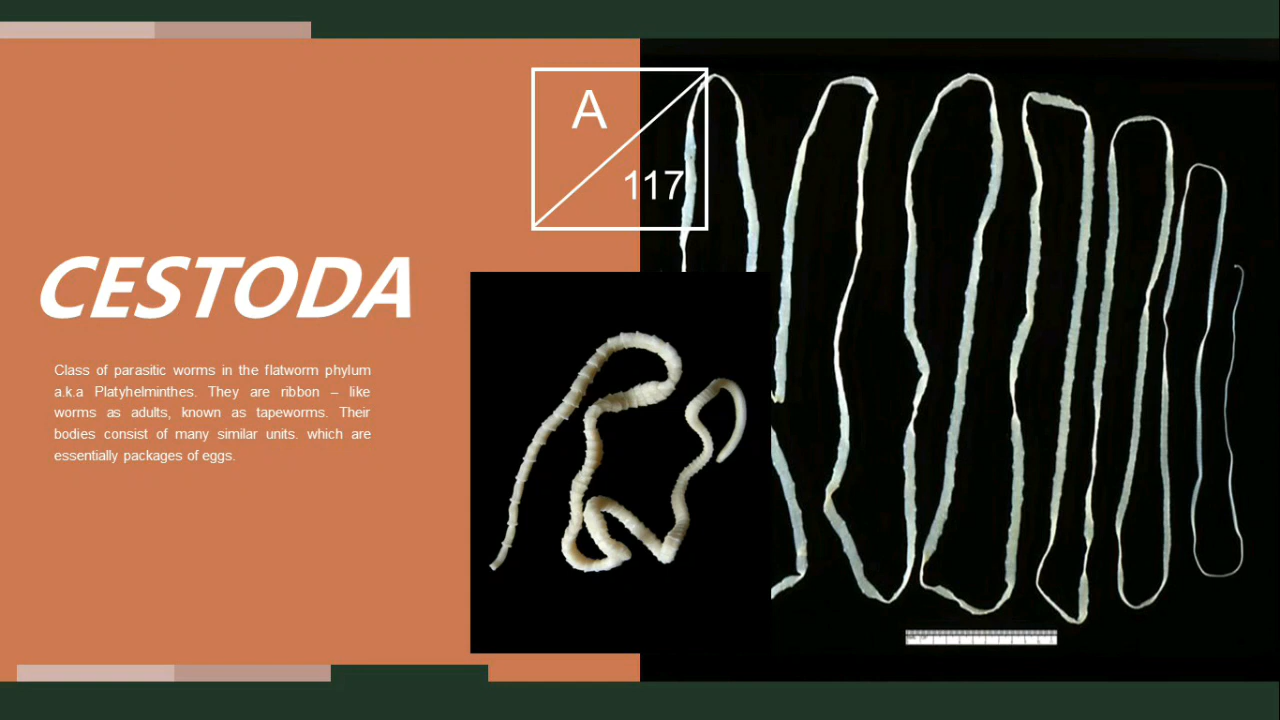 A
117
CESTODA
Class of parasitic worms in the flatworm phylum
a.k.a Platyhelminthes. They are ribbon – like
worms as adults, known as tapeworms. Their
bodies consist of many similar units. which are
essentially packages of eggs.